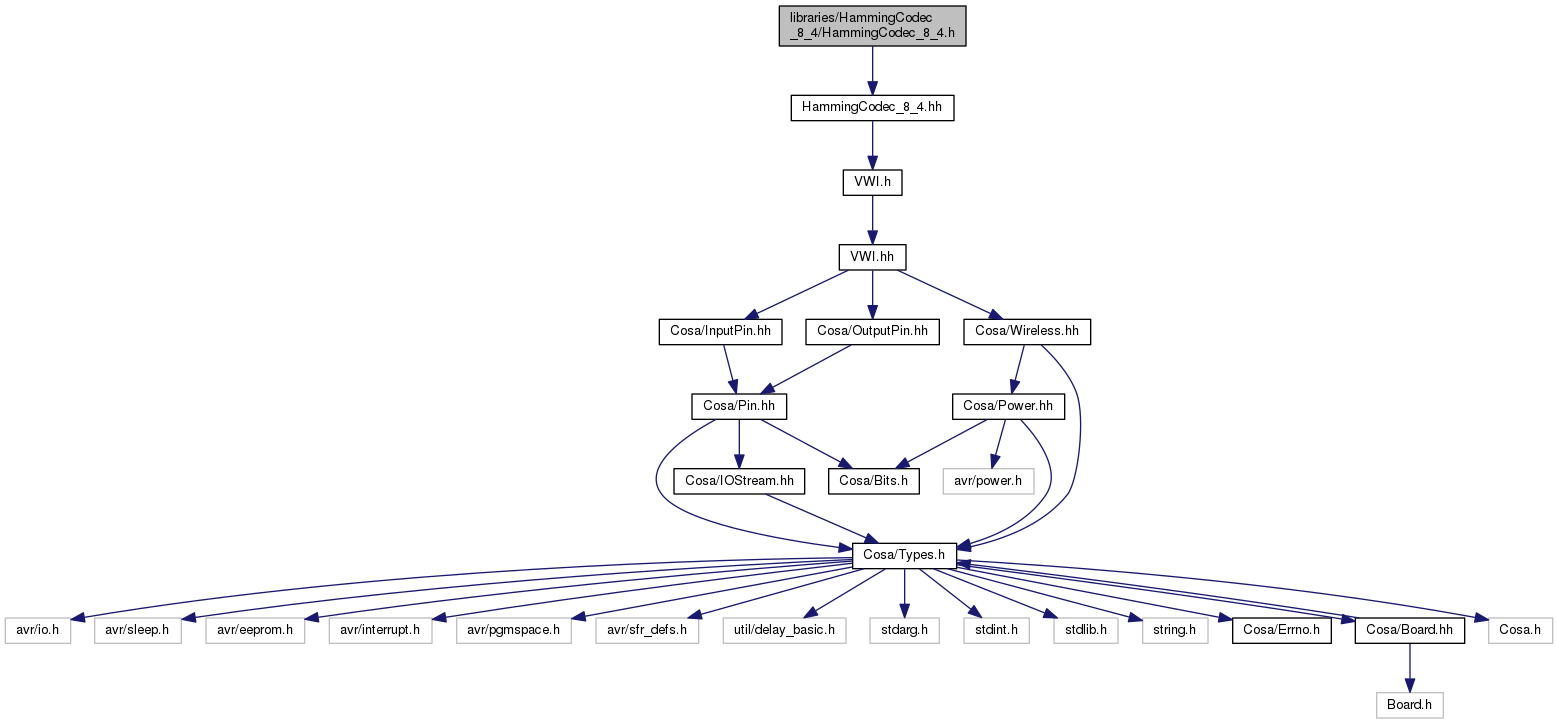 libraries/HammingCodec
_8_4/HammingCodec_8_4.h
HammingCodec_8_4.hh
VWI.h
VWI.hh
Cosa/InputPin.hh
Cosa/OutputPin.hh
Cosa/Wireless.hh
Cosa/Pin.hh
Cosa/Power.hh
Cosa/IOStream.hh
Cosa/Bits.h
avr/power.h
Cosa/Types.h
avr/io.h
avr/sleep.h
avr/eeprom.h
avr/interrupt.h
avr/pgmspace.h
avr/sfr_defs.h
util/delay_basic.h
stdarg.h
stdint.h
stdlib.h
string.h
Cosa/Errno.h
Cosa/Board.hh
Cosa.h
Board.h